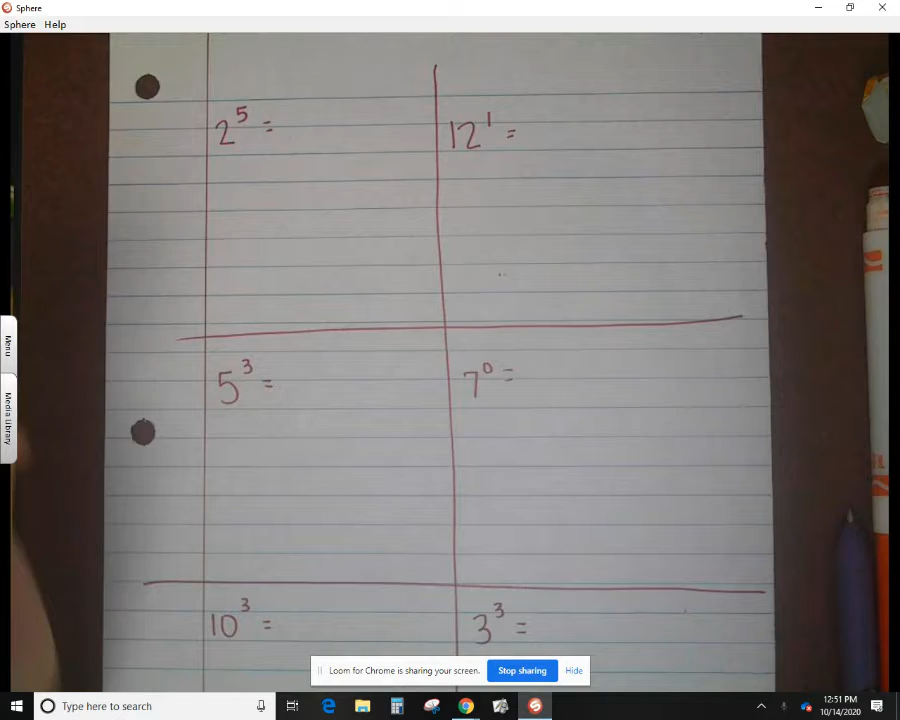 Sphere
Sphere Help
2⁵ =
12¹ =
5³ =
7⁰ =
10³ =
3³ =
Menu
Media Library
Loom for Chrome is sharing your screen. Stop sharing Hide
Type here to search
12:51 PM
10/14/2020